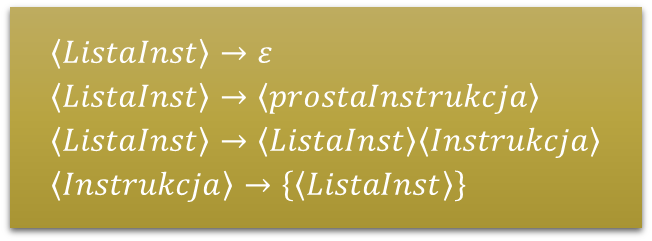 ⟨ListaInst⟩ → ε
⟨ListaInst⟩ → ⟨prostaInstrukcja⟩
⟨ListaInst⟩ → ⟨ListaInst⟩⟨Instrukcja⟩
⟨Instrukcja⟩ → {⟨ListaInst⟩}